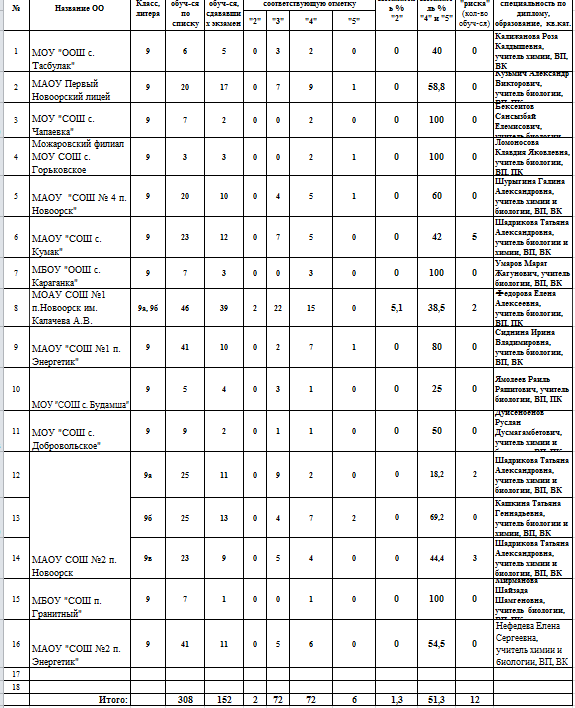 № Название ОО Класс, литера обуч-ся по списку обуч-ся, сдававших экзамен соответствующую отметку "2" "3" "4" "5" % "2" ль % "4" и "5" "риска" (кол-во обуч-ся) специальность по диплому, образование, кв.кат.
1 МОУ "ООШ с. Тасбулак" 9 6 5 0 3 2 0 0 40 0 Калижанова Роза Калдышевна, учитель химии, ВП, ВК
2 МАОУ Первый Новоорский лицей 9 20 17 0 7 9 1 0 58,8 0 Кузьмич Александр Викторович, учитель биологии,
3 МОУ "СОШ с. Чапаевка" 9 7 2 0 0 2 0 0 100 0 Бексеитов Сансызбай Елемисович,
4 Можаровский филиал МОУ СОШ с. Горьковское 9 3 3 0 0 2 1 0 100 0 Ломоносова Клавдия Яковлевна, учитель биологии, ВП, ПК
5 МАОУ "СОШ № 4 п. Новоорск" 9 20 10 0 4 5 1 0 60 0 Шурыгина Галина Александровна, учитель химии и биологии, ВП, ВК
6 МАОУ "СОШ с. Кумак" 9 23 12 0 7 5 0 0 42 5 Шадрикова Татьяна Александровна, учитель биологии и химии, ВП, ВК
7 МБОУ "ООШ с. Караганка" 9 7 3 0 0 3 0 0 100 0 Умаров Марат Жагунович, учитель биологии, ВП, ВК
8 МОАУ СОШ №1 п.Новоорск им. Калачева А.В. 9а, 9б 46 39 2 22 15 0 5,1 38,5 2 Федорова Елена Алексеевна, учитель биологии, ВП, ПК
9 МАОУ "СОШ №1 п. Энергетик" 9 41 10 0 2 7 1 0 80 0 Сиднина Ирина Владимировна, учитель биологии, ВП, ВК
10 МОУ "СОШ с. Будамша" 9 5 4 0 3 1 0 0 25 0 Ямолеев Раиль Рашитович, учитель биологии, ВП, ПК
11 МОУ "СОШ с. Добровольское" 9 9 2 0 1 1 0 0 50 0 Дуйсенбенов Руслан Дусмагамбетович, учитель химии и
12 9а 25 11 0 9 2 0 0 18,2 2 Шадрикова Татьяна Александровна, учитель химии и биологии, ВП, ВК
13 9б 25 13 0 4 7 2 0 69,2 0 Кашкина Татьяна Геннадьевна, учитель биологии и химии, ВП, ВК
14 МАОУ СОШ №2 п. Новоорск 9в 23 9 0 5 4 0 0 44,4 3 Шадрикова Татьяна Александровна, учитель химии и биологии, ВП, ВК
15 МБОУ "СОШ п. Гранитный" 9 7 1 0 0 1 0 0 100 0 Шайзада Шамгеновна, учитель биологии,
16 МАОУ "СОШ №2 п. Энергетик" 9 41 11 0 5 6 0 0 54,5 0 Нефедева Елена Сергеевна, учитель химии и биологии, ВП, ВК
17
18
Итого: 308 152 2 72 72 6 1,3 51,3 12